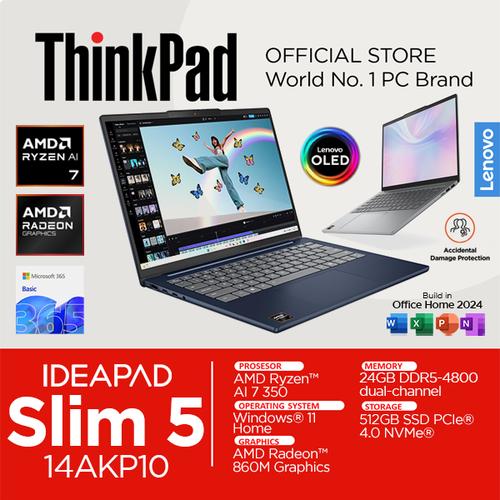 ThinkPad
OFFICIAL STORE
World No. 1 PC Brand
AMD
RYZEN AI
7
AMD
RADEON
GRAPHICS
Microsoft 365
Basic
365
Lenovo
OLED
Lenovo
Accidental
Damage Protection
Build in
Office Home 2024
W X P N
IDEAPAD
Slim 5
14AKP10
PROSESOR
AMD Ryzen™
AI 7 350
OPERATING SYSTEM
Windows® 11
Home
GRAPHICS
AMD Radeon™
860M Graphics
MEMORY
24GB DDR5-4800
dual-channel
STORAGE
512GB SSD PCIe®
4.0 NVMe®